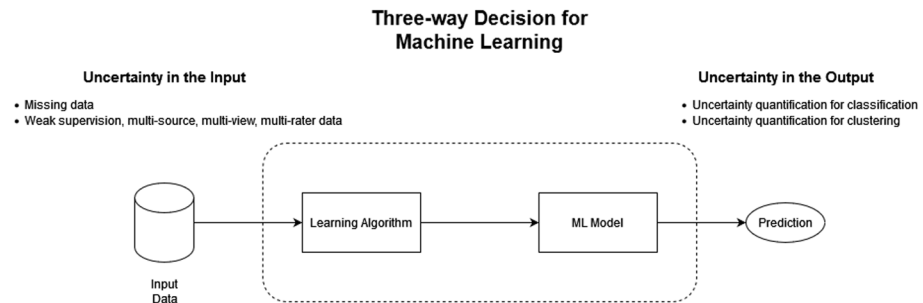 Three-way Decision for
Machine Learning
Uncertainty in the Input
• Missing data
• Weak supervision, multi-source, multi-view, multi-rater data
Uncertainty in the Output
• Uncertainty quantification for classification
• Uncertainty quantification for clustering
Learning Algorithm
ML Model
Prediction
Input
Data